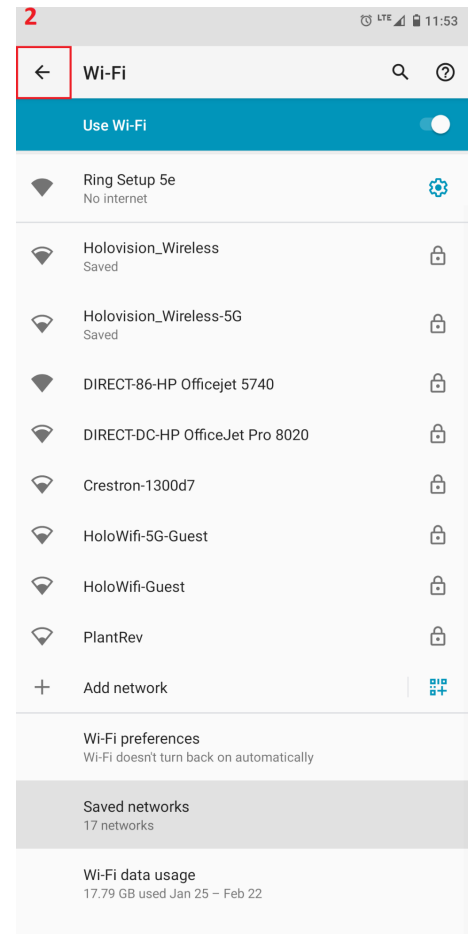 2
LTE 11:53
Wi-Fi
Use Wi-Fi
Ring Setup 5e
No internet
Holovision_Wireless
Saved
Holovision_Wireless-5G
Saved
DIRECT-86-HP Officejet 5740
DIRECT-DC-HP OfficeJet Pro 8020
Crestron-1300d7
HoloWifi-5G-Guest
HoloWifi-Guest
PlantRev
Add network
Wi-Fi preferences
Wi-Fi doesn't turn back on automatically
Saved networks
17 networks
Wi-Fi data usage
17.79 GB used Jan 25 – Feb 22